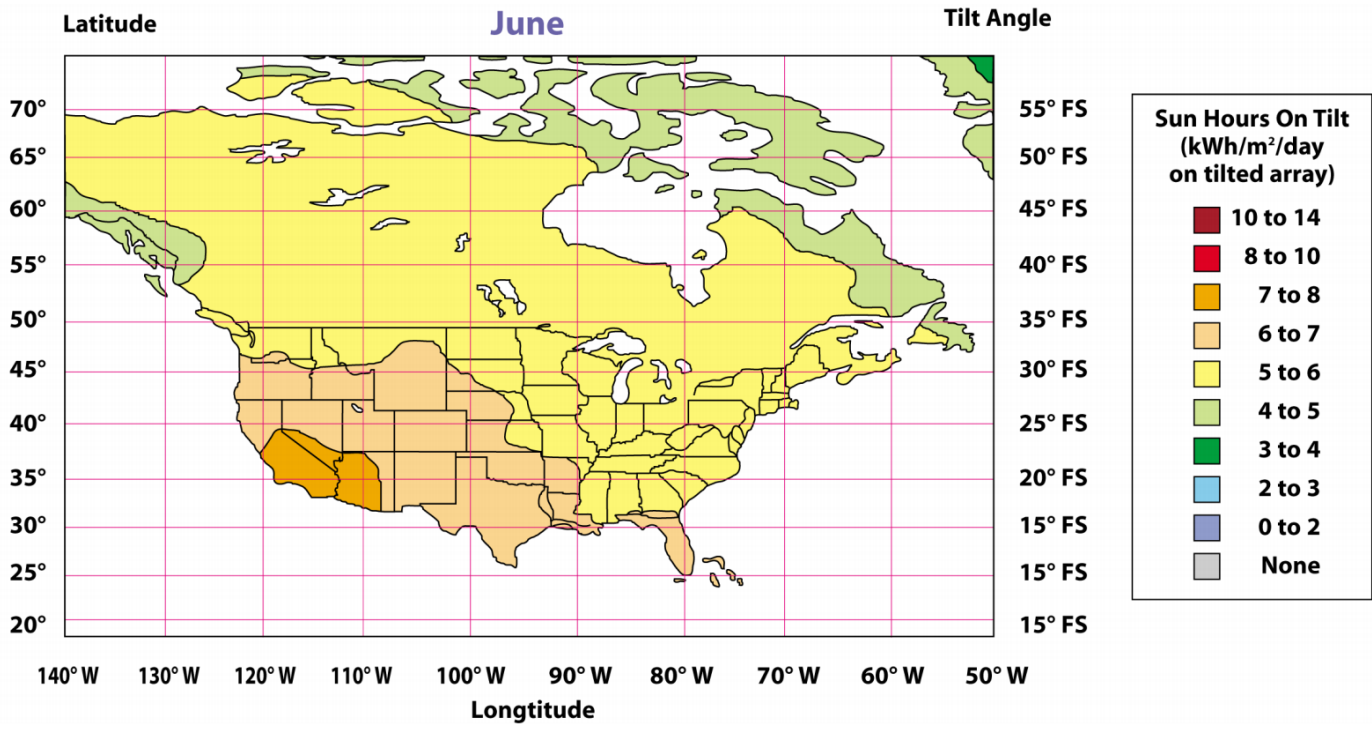 Latitude
June
Tilt Angle
70°
65°
60°
55°
50°
45°
40°
35°
30°
25°
20°
55° FS
50° FS
45° FS
40° FS
35° FS
30° FS
25° FS
20° FS
15° FS
15° FS
15° FS
140° W
130° W
120° W
110° W
100° W
90° W
80° W
70° W
60° W
50° W
Longtitude
Sun Hours On Tilt
(kWh/m²/day
on tilted array)
10 to 14
8 to 10
7 to 8
6 to 7
5 to 6
4 to 5
3 to 4
2 to 3
0 to 2
None